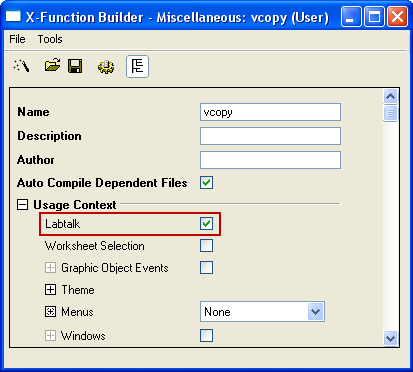 X-Function Builder - Miscellaneous: vcopy (User)
File Tools
Name vcopy
Description
Author
Auto Compile Dependent Files
Usage Context
Labtalk
Worksheet Selection
Graphic Object Events
Theme
Menus None
Windows